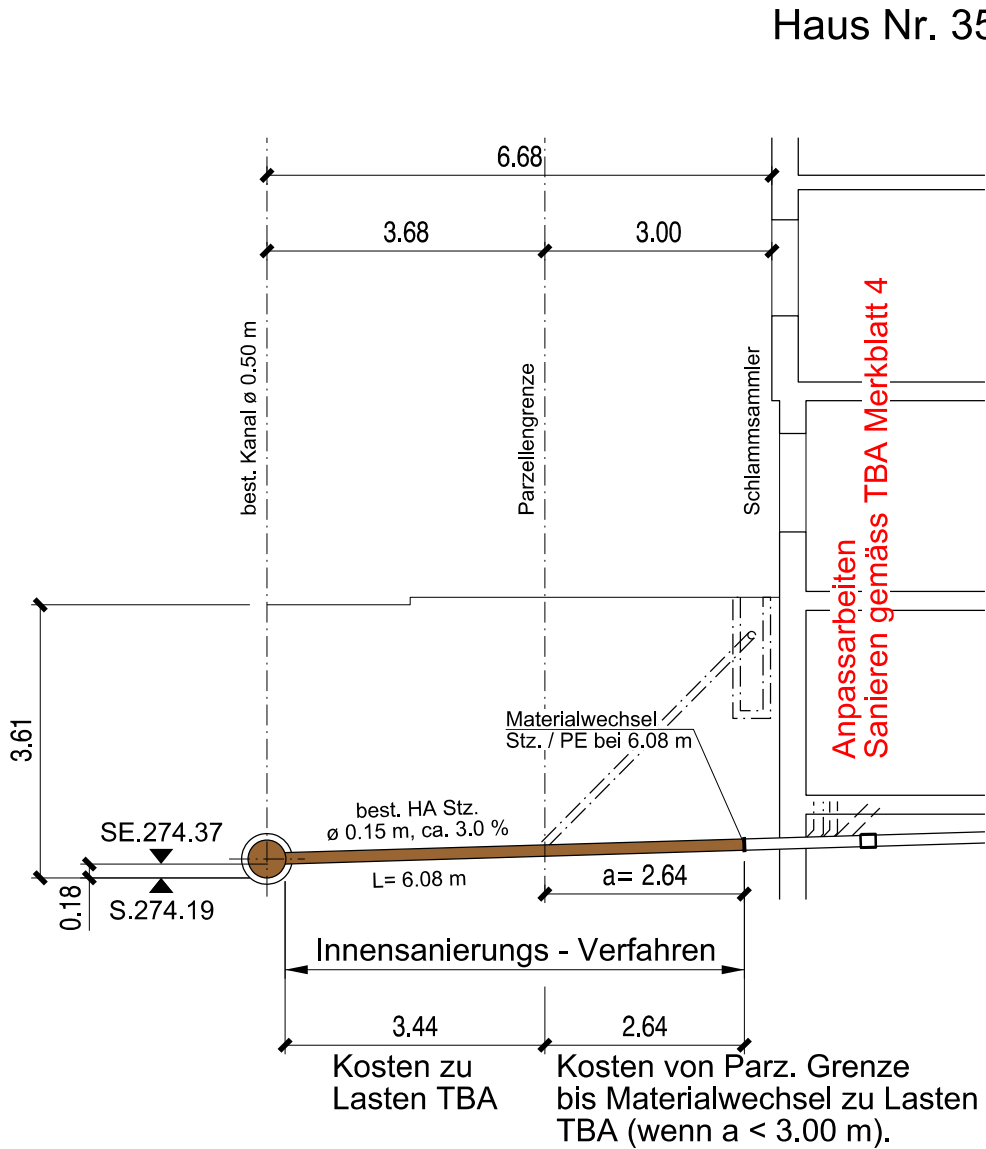 Haus Nr. 35
6.68
3.68
3.00
best. Kanal ø 0.50 m
Parzellengrenze
Schlammsammler
Anpassarbeiten
Sanieren gemäss TBA Merkblatt 4
3.61
Materialwechsel
Stz. / PE bei 6.08 m
best. HA Stz.
ø 0.15 m, ca. 3.0 %
SE.274.37
L= 6.08 m
a= 2.64
0.18
S.274.19
Innensanierungs - Verfahren
3.44
2.64
Kosten zu
Lasten TBA
Kosten von Parz. Grenze
bis Materialwechsel zu Lasten
TBA (wenn a < 3.00 m).